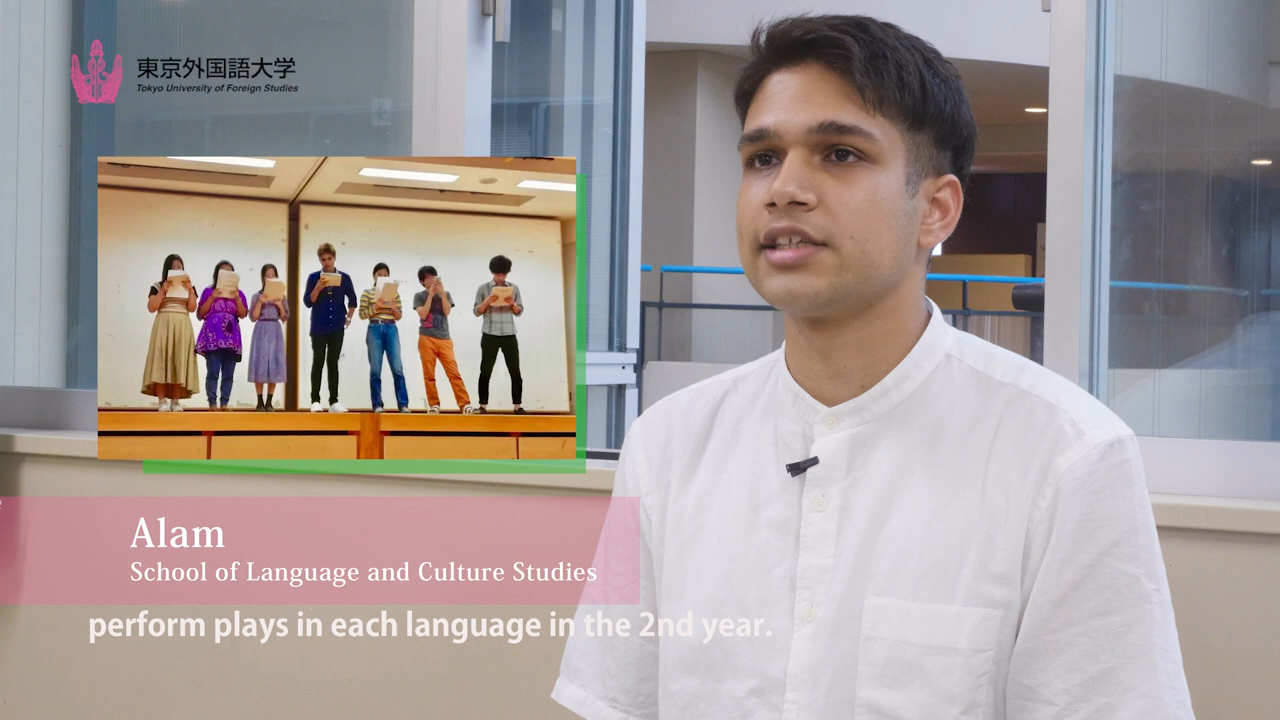 東京外国語大学
Tokyo University of Foreign Studies
Alam
School of Language and Culture Studies
perform plays in each language in the 2nd year.